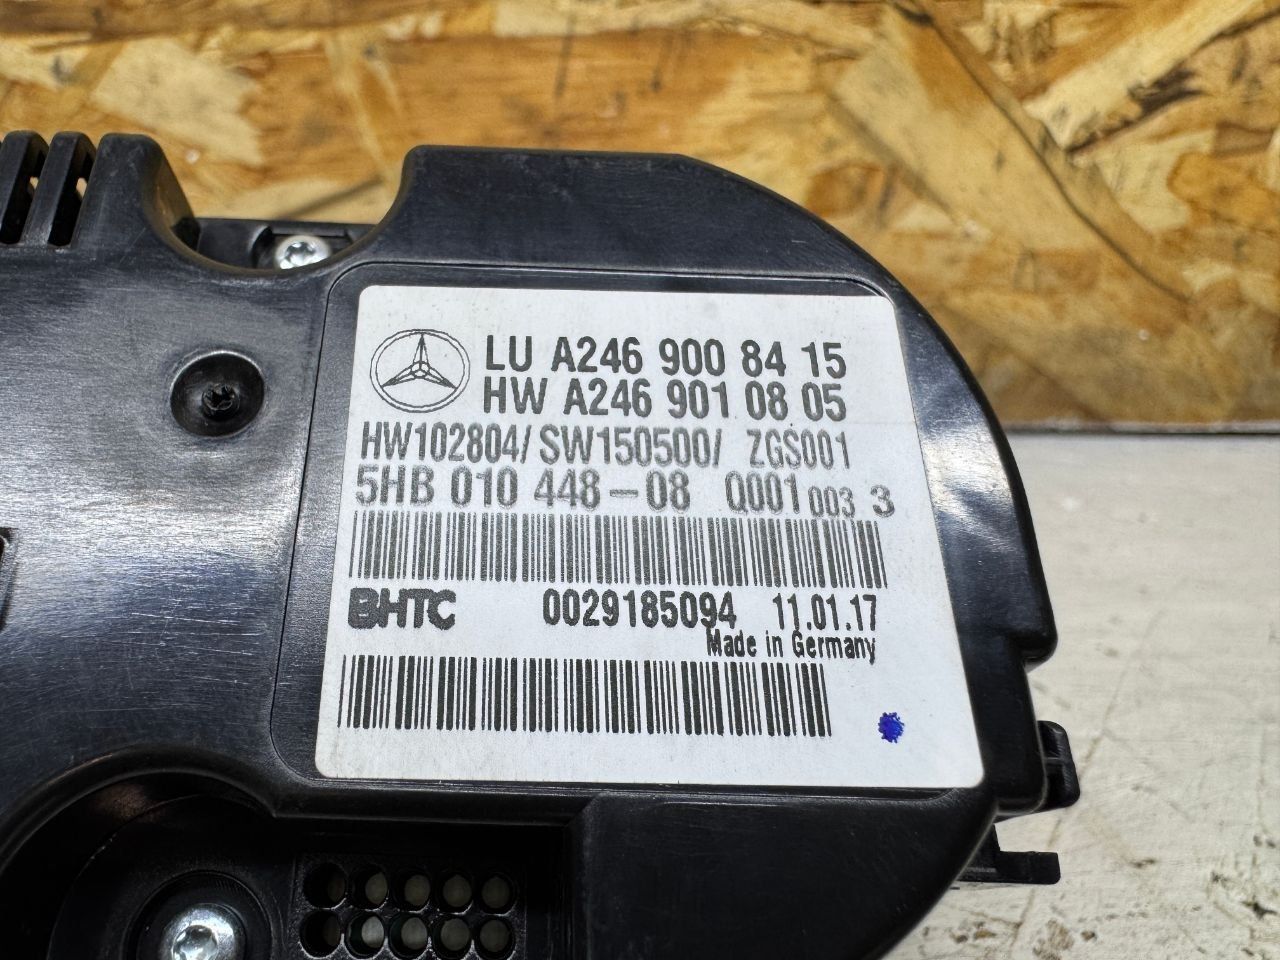 LU A246 900 84 15
HW A246 901 08 05
HW102804/ SW150500/ ZGS001
5HB 010 448-08 Q001 003 3
BHTC 0029185094 11.01.17
Made in Germany